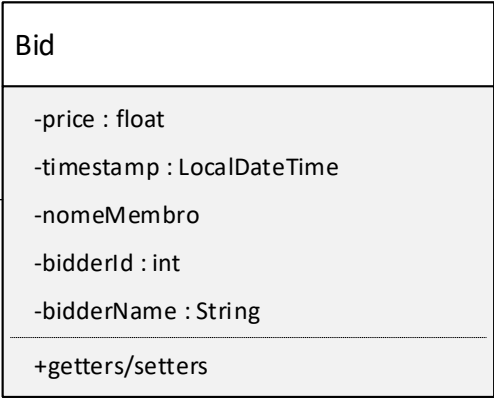 Bid
-price : float
-timestamp : LocalDateTime
-nomeMembro
-bidderId : int
-bidderName : String
+getters/setters